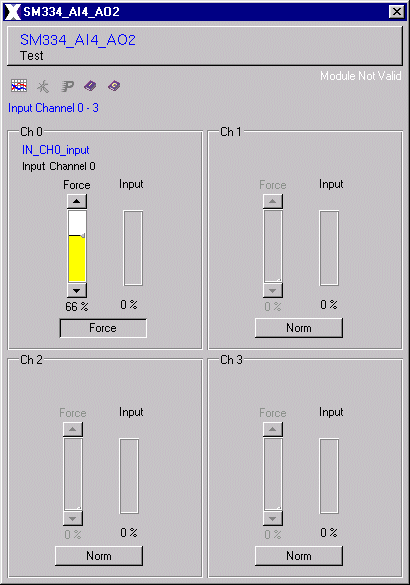 SM334_AI4_AO2
SM334_AI4_AO2
Test
Module Not Valid
Input Channel 0 - 3
Ch 0
IN_CH0_input
Input Channel 0
Force Input
66 % 0 %
Force
Ch 1
Force Input
0 % 0 %
Norm
Ch 2
Force Input
0 % 0 %
Norm
Ch 3
Force Input
0 % 0 %
Norm